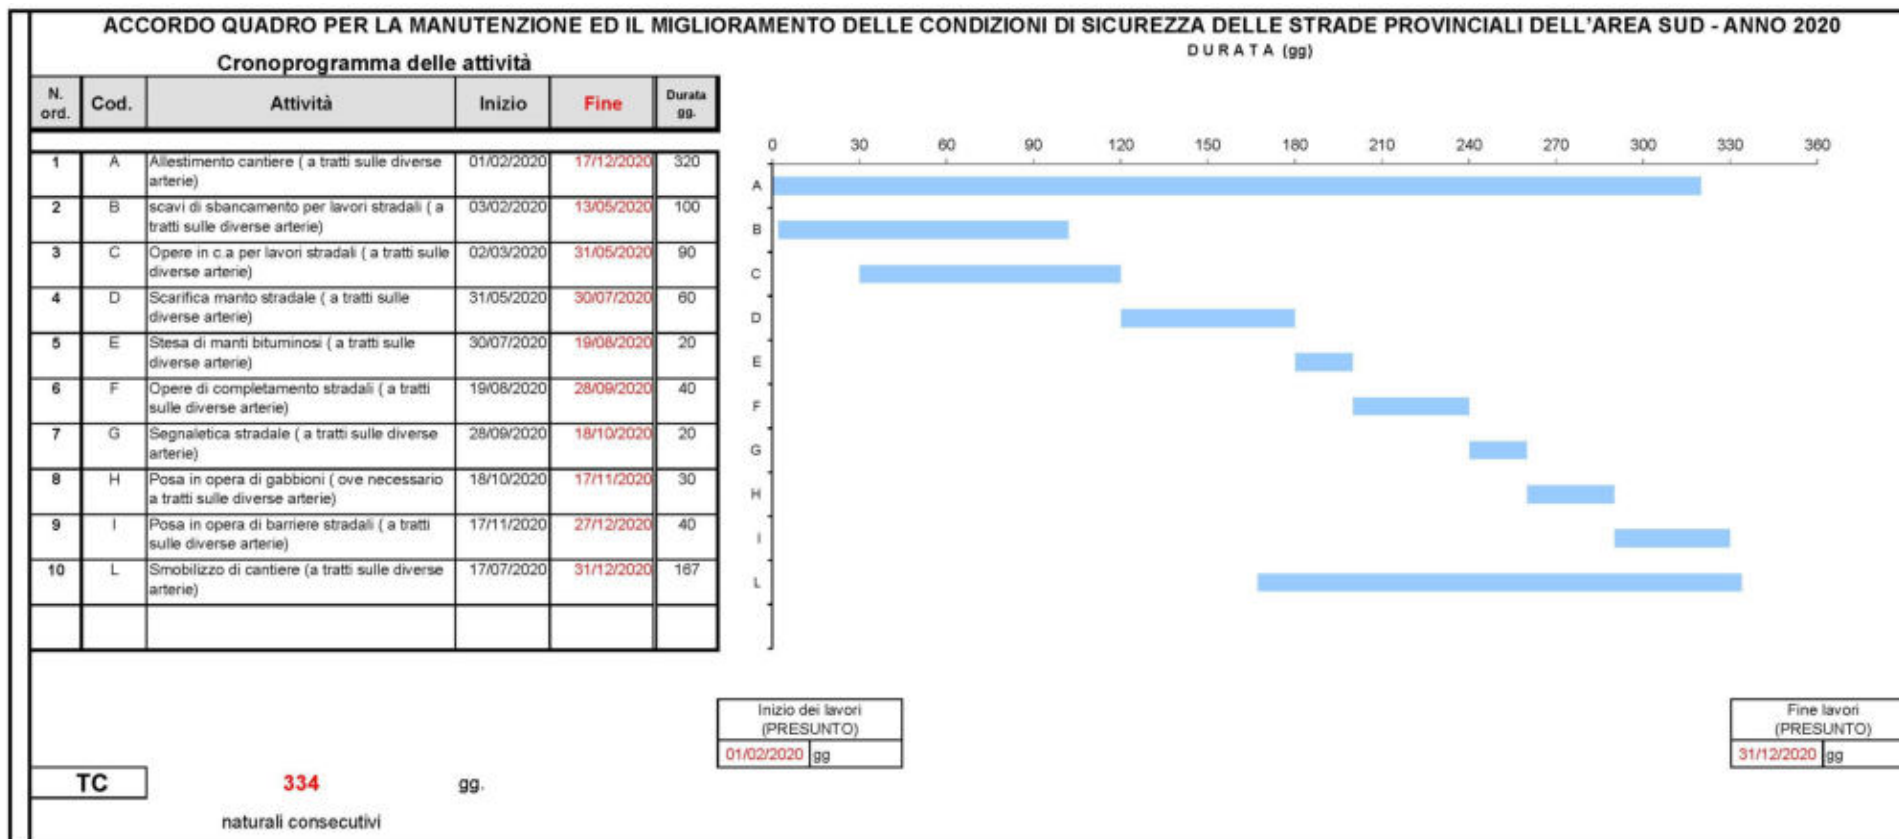 ACCORDO QUADRO PER LA MANUTENZIONE ED IL MIGLIORAMENTO DELLE CONDIZIONI DI SICUREZZA DELLE STRADE PROVINCIALI DELL'AREA SUD - ANNO 2020
DURATA (gg)
Cronoprogramma delle attività
N. ord. Cod. Attività Inizio Fine Durata gg.
0 30 60 90 120 150 180 210 240 270 300 330 360
1 A Allestimento cantiere ( a tratti sulle diverse 01/02/2020 17/12/2020 320
arterie)
2 B scavi di sbancamento per lavori stradali ( a 03/02/2020 13/05/2020 100
tratti sulle diverse arterie)
3 C Opere in c.a per lavori stradali ( a tratti sulle 02/03/2020 31/05/2020 90
diverse arterie)
4 D Scarifica manto stradale ( a tratti sulle 31/05/2020 30/07/2020 60
diverse arterie)
5 E Stesa di manti bituminosi ( a tratti sulle 30/07/2020 19/08/2020 20
diverse arterie)
6 F Opere di completamento stradali ( a tratti 19/08/2020 28/09/2020 40
sulle diverse arterie)
7 G Segnaletica stradale ( a tratti sulle diverse 28/09/2020 18/10/2020 20
arterie)
8 H Posa in opera di gabbioni ( ove necessario 18/10/2020 17/11/2020 30
a tratti sulle diverse arterie)
9 I Posa in opera di barriere stradali ( a tratti 17/11/2020 27/12/2020 40
sulle diverse arterie)
10 L Smobilizzo di cantiere (a tratti sulle diverse 17/07/2020 31/12/2020 167
arterie)
A
B
C
D
E
F
G
H
I
L
Inizio dei lavori
(PRESUNTO)
01/02/2020 gg
Fine lavori
(PRESUNTO)
31/12/2020 gg
TC 334 gg.
naturali consecutivi